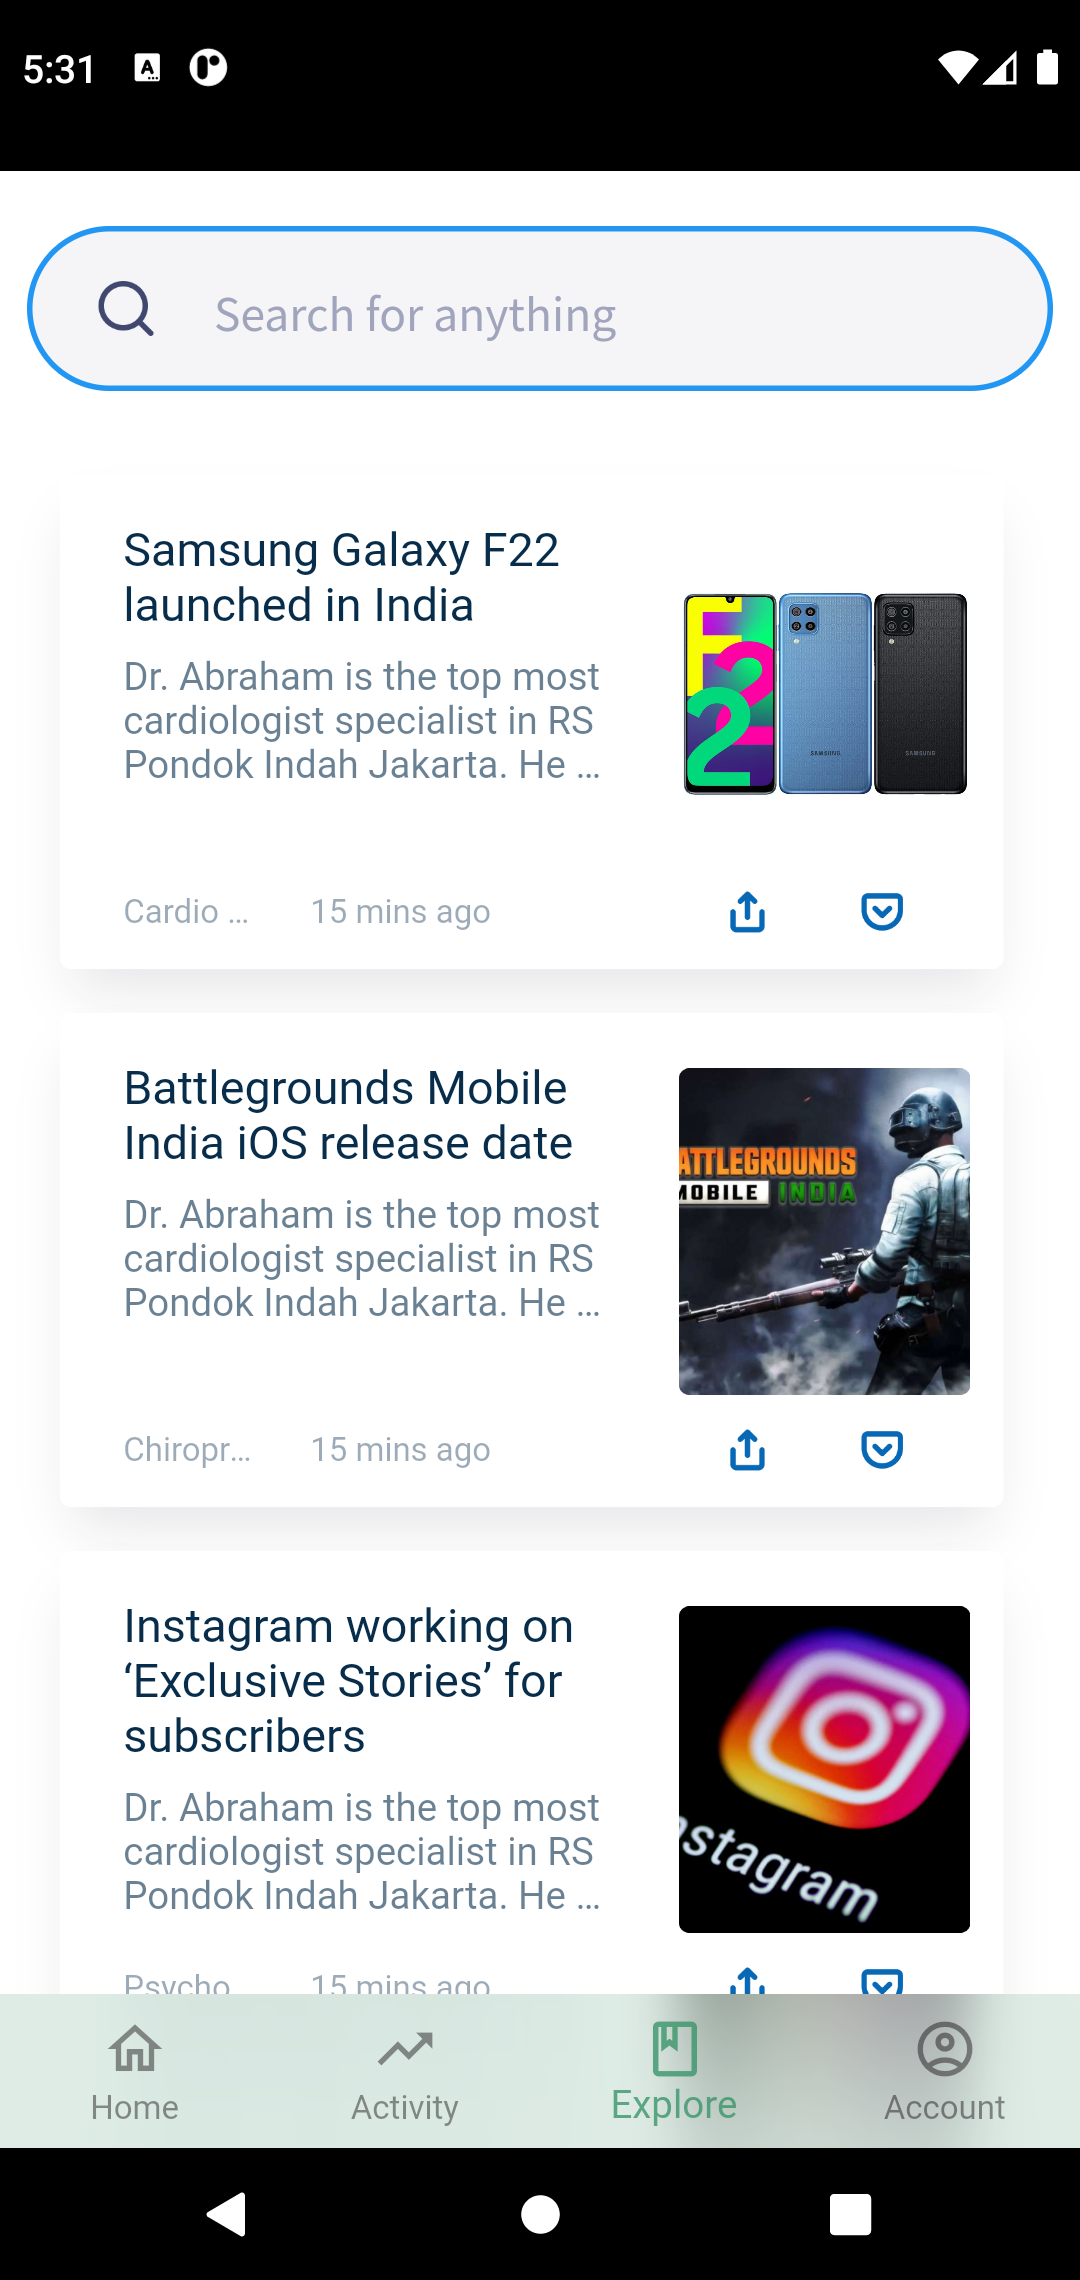 5:31
Search for anything
Samsung Galaxy F22
launched in India
Dr. Abraham is the top most
cardiologist specialist in RS
Pondok Indah Jakarta. He ...
F22
SAMSUNG
SAMSUNG
Cardio ...
15 mins ago
Battlegrounds Mobile
India iOS release date
Dr. Abraham is the top most
cardiologist specialist in RS
Pondok Indah Jakarta. He ...
ATTLEGROUNDS
MOBILE INDIA
Chiropr...
15 mins ago
Instagram working on
‘Exclusive Stories’ for
subscribers
Dr. Abraham is the top most
cardiologist specialist in RS
Pondok Indah Jakarta. He ...
nstagram
Psycho
15 mins ago
Home
Activity
Explore
Account